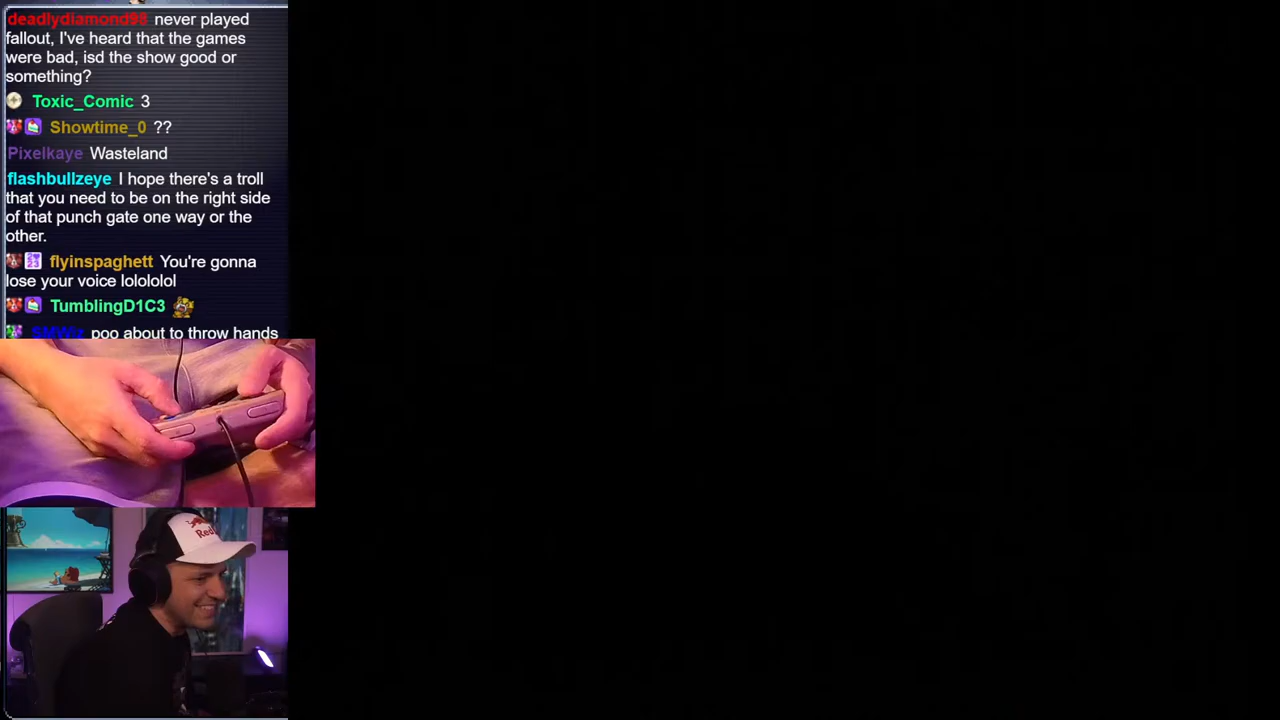 deadlydiamond98 never played
fallout, I've heard that the games
were bad, isd the show good or
something?
Toxic_Comic 3
Showtime_0 ??
Pixelkaye Wasteland
flashbullzeye I hope there's a troll
that you need to be on the right side
of that punch gate one way or the
other.
flyinspaghett You're gonna
lose your voice lolololol
TumblingD1C3
SMWiz poo about to throw hands
Red